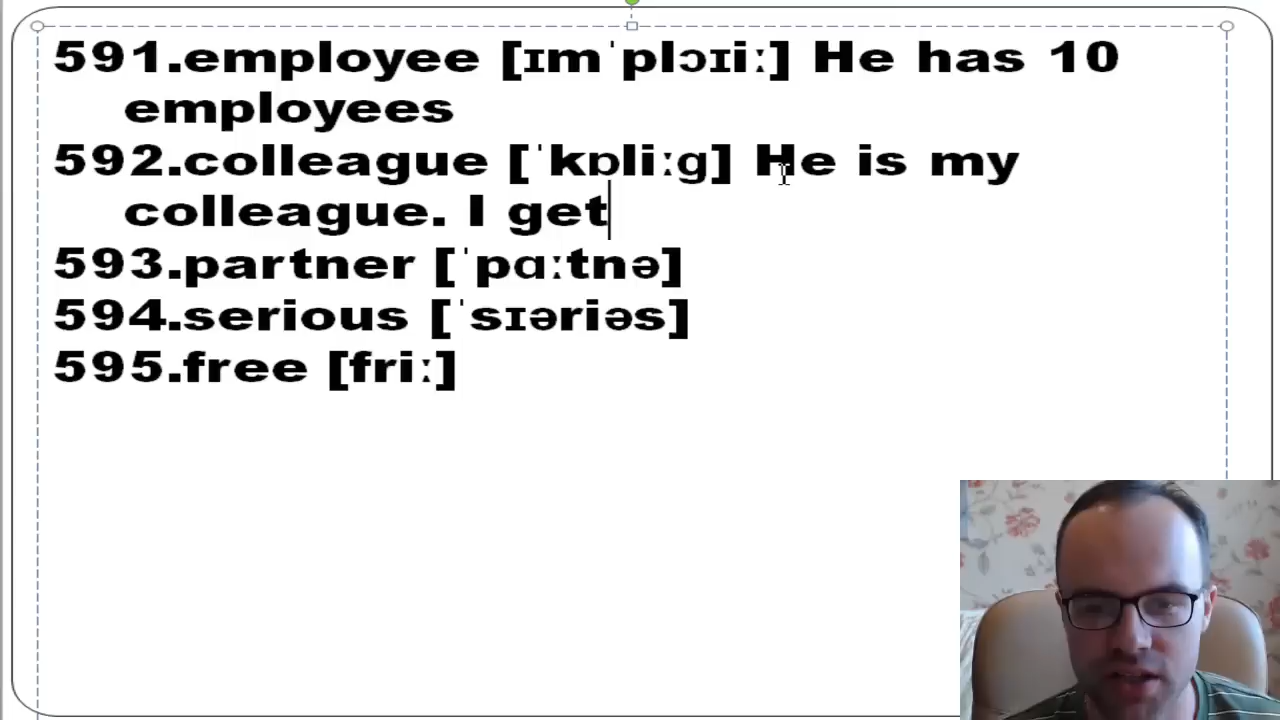 591.employee [ɪmˈplɔɪiː] He has 10
employees
592.colleague [ˈkɒliːg] He is my
colleague. I get
593.partner [ˈpɑːtnə]
594.serious [ˈsɪəriəs]
595.free [friː]